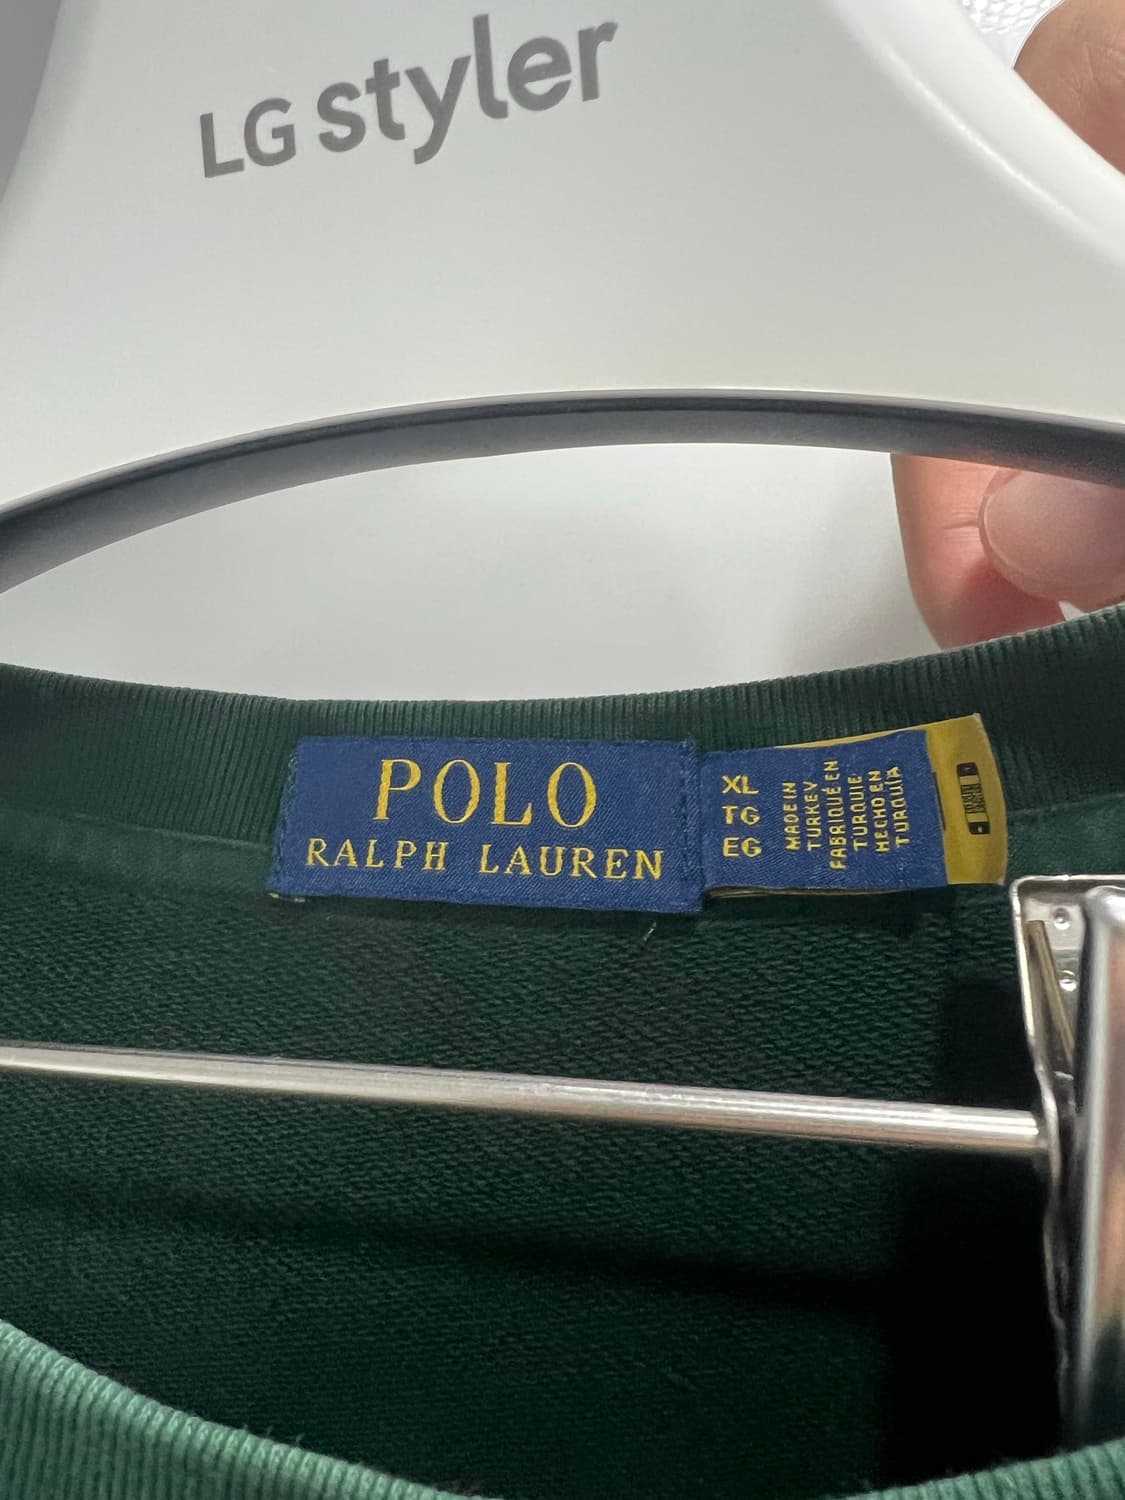 LG styler
POLO
RALPH LAUREN
XL
TG
EG
MADE IN
TURKEY
FABRIQUÉ EN
TURQUIE
HECHO EN
TURQUÍA